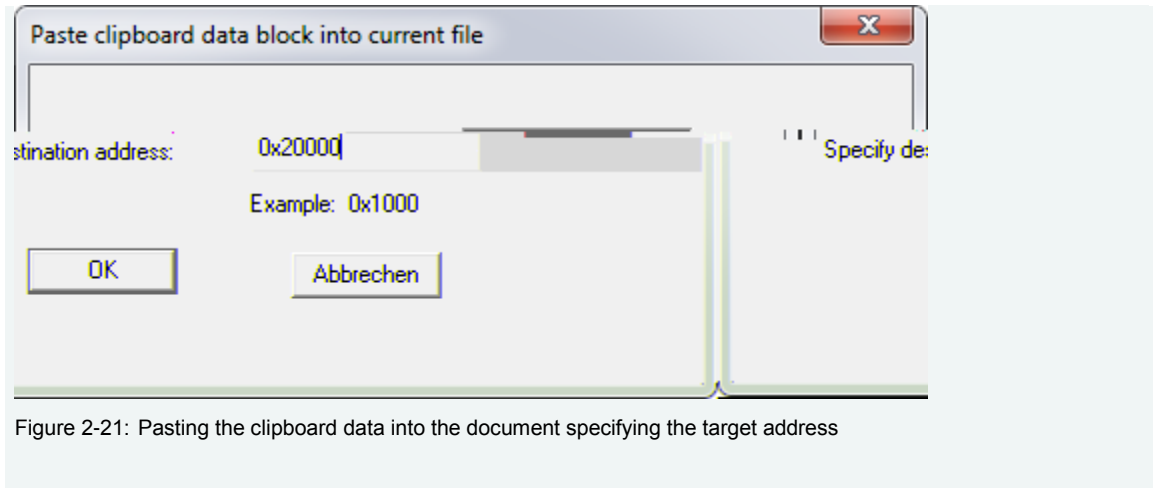 Paste clipboard data block into current file
stination address: 0x20000 Specify des
Example: 0x1000
OK Abbrechen
Figure 2-21: Pasting the clipboard data into the document specifying the target address